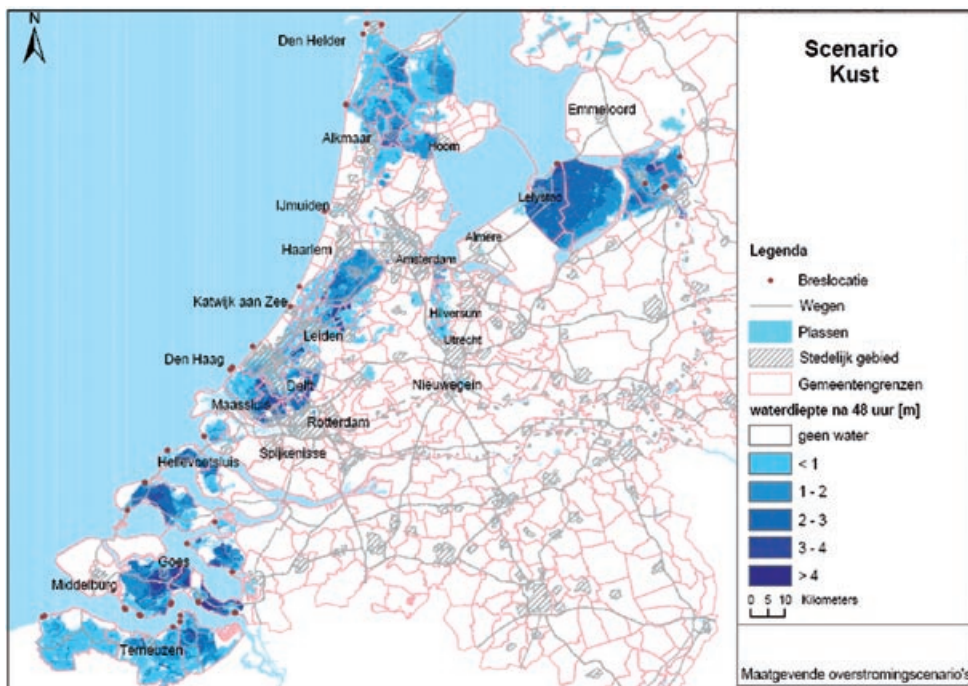 N
Den Helder
Alkmaar
Hoorn
Emmeloord
Lelystad
IJmuiden
Haarlem
Amsterdam
Almere
Katwijk aan Zee
Hilversum
Leiden
Utrecht
Den Haag
Delft
Nieuwegein
Maassluis
Rotterdam
Spijkenisse
Hellevoetsluis
Goes
Middelburg
Terneuzen
Scenario
Kust
Legenda
Breslocatie
Wegen
Plassen
Stedelijk gebied
Gemeentengrenzen
waterdiepte na 48 uur [m]
geen water
< 1
1 - 2
2 - 3
3 - 4
> 4
0 5 10 Kilometers
Maatgevende overstromingscenario's